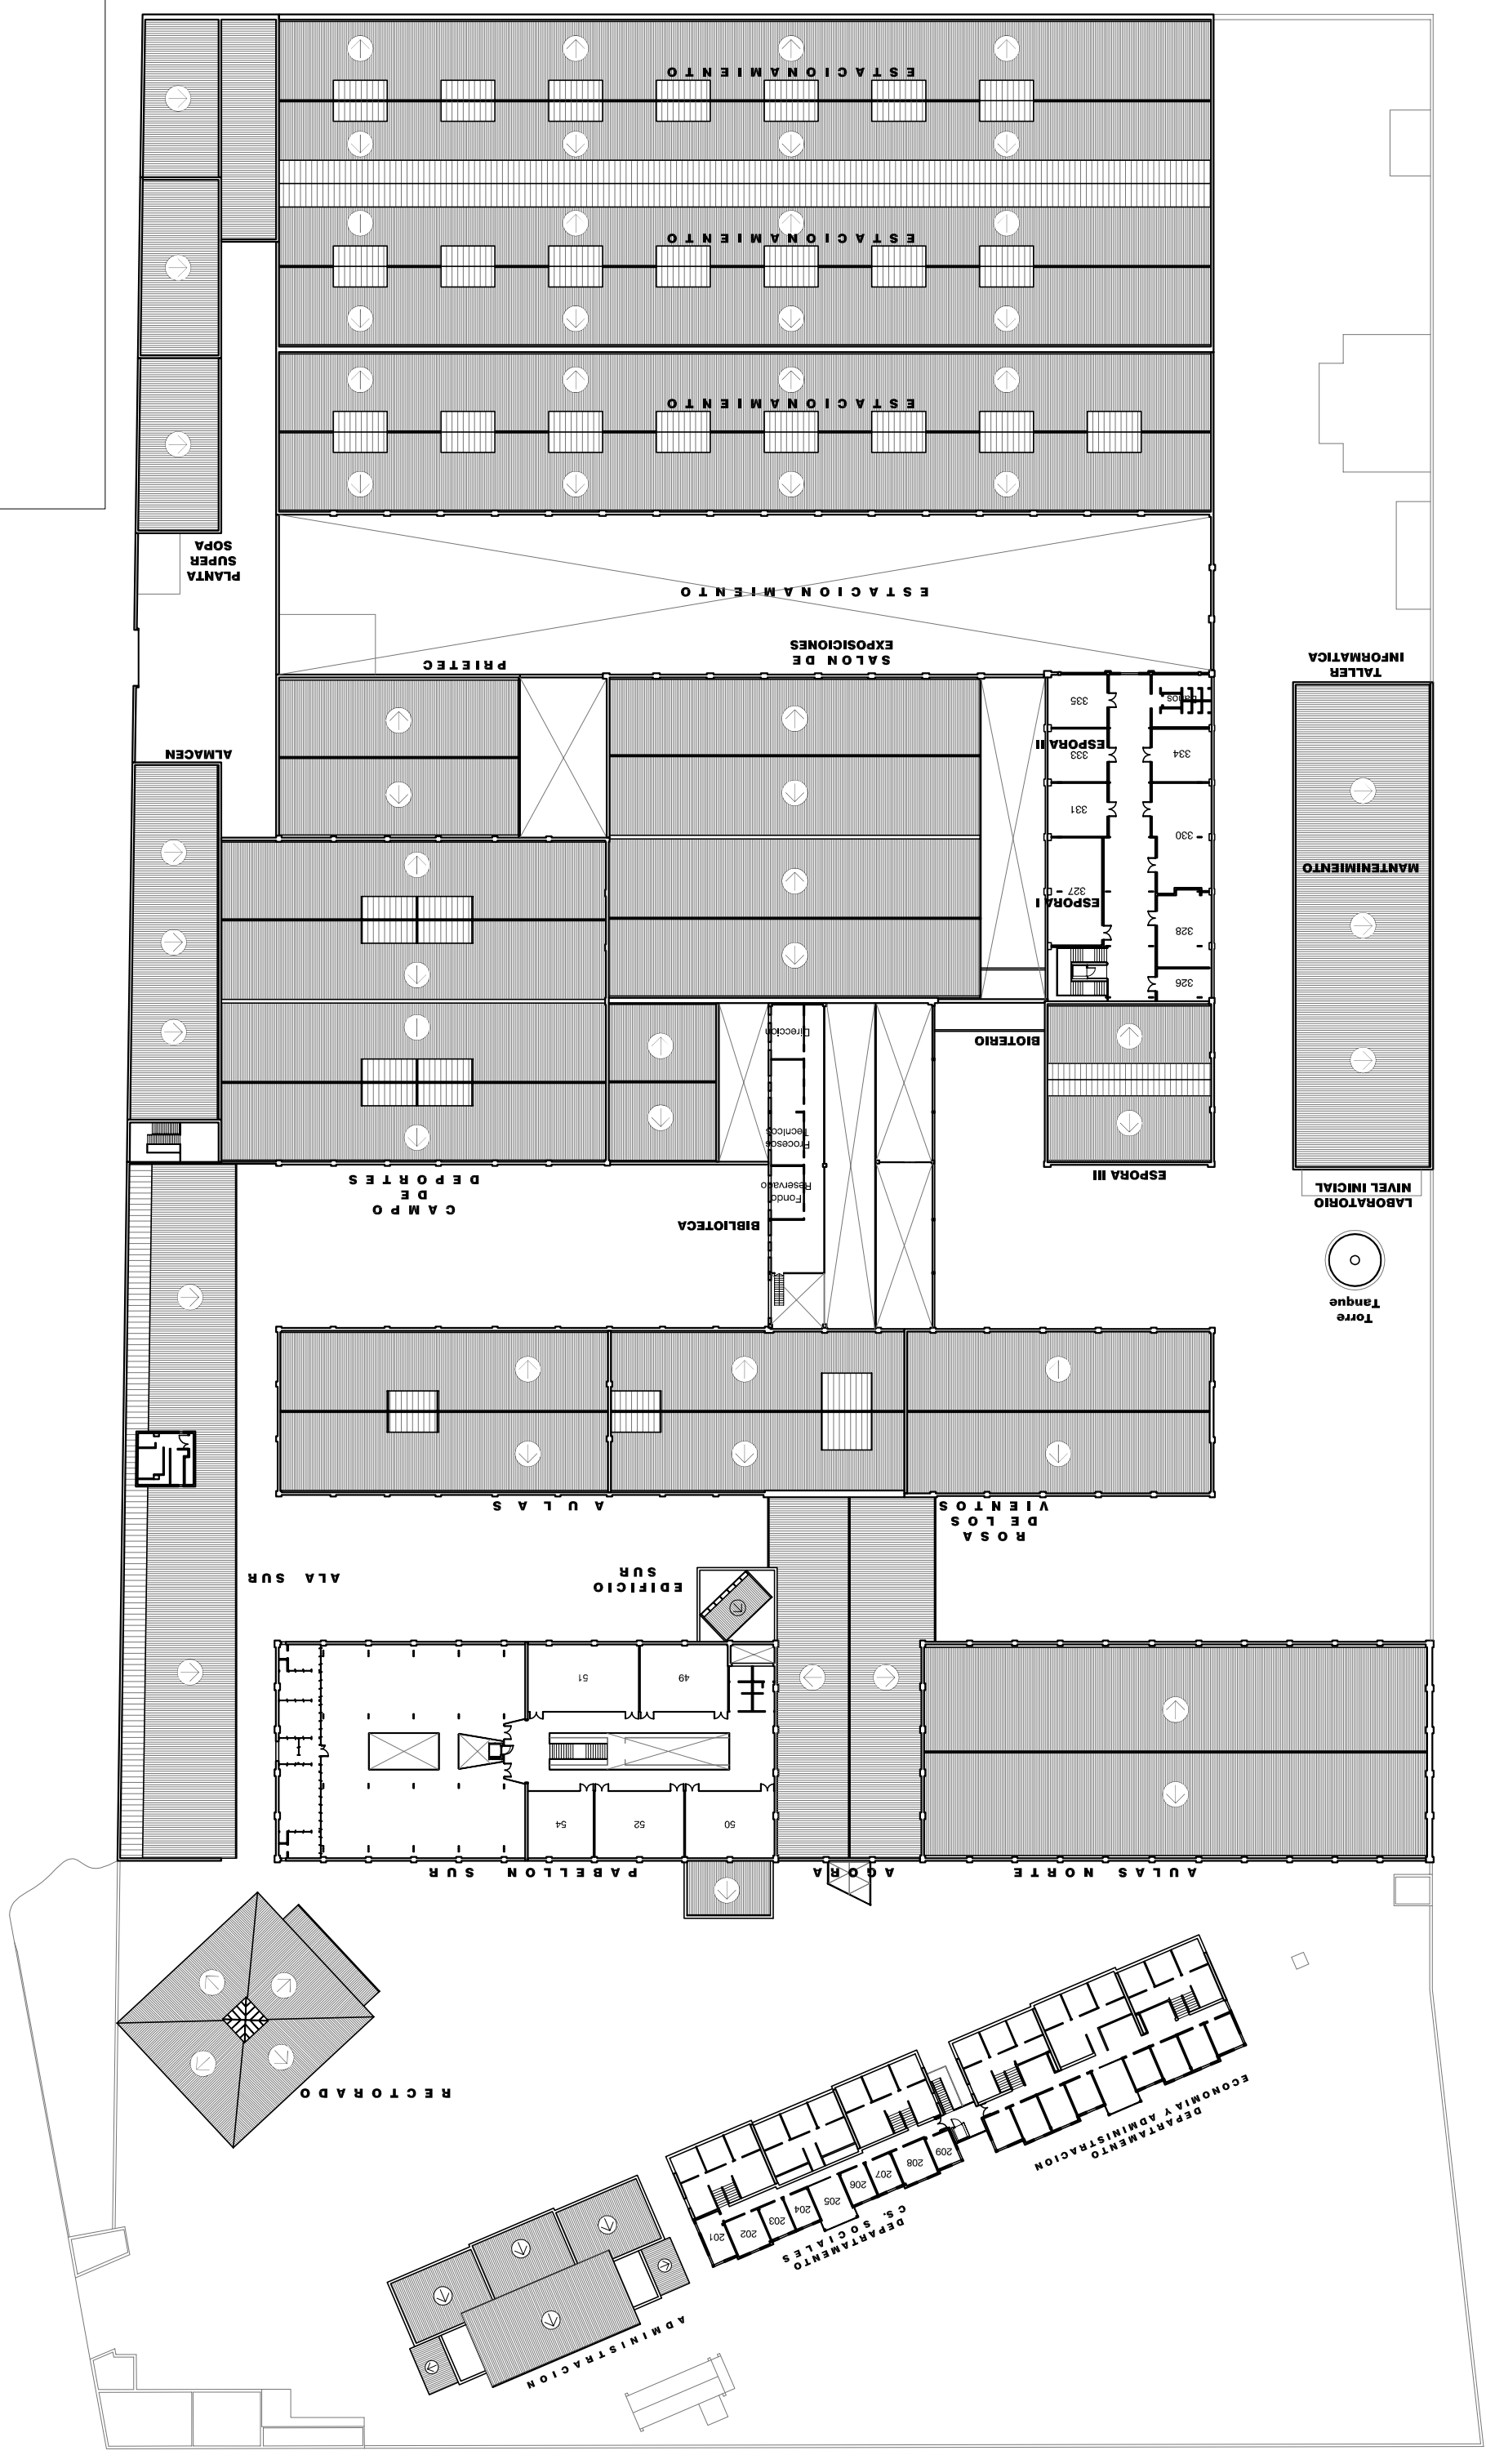 ADMINISTRACION
DEPARTAMENTO
CS. SOCIALES
209
208
207
206
205
204
203
202
201
DEPARTAMENTO
ECONOMIA Y ADMINISTRACION
RECTORADO
AULAS NORTE
AGORA
PABELLON SUR
50
52
54
49
51
EDIFICIO
SUR
ALA SUR
ROSA
DE LOS
VIENTOS
AULAS
Torre
Tanque
LABORATORIO
NIVEL INICIAL
BIBLIOTECA
CAMPO
DE
DEPORTES
Fondo
Reservado
Procesos
Tecnicos
Direccion
ESPORA III
BIOTERIO
326
328
ESPORA I
327
MANTENIMIENTO
330
331
334
333
ESPORA II
ALMACEN
335
Baños
TALLER
INFORMATICA
SALON DE
EXPOSICIONES
PRIETEC
ESTACIONAMIENTO
PLANTA
SUPER
SOPA
ESTACIONAMIENTO
ESTACIONAMIENTO
ESTACIONAMIENTO